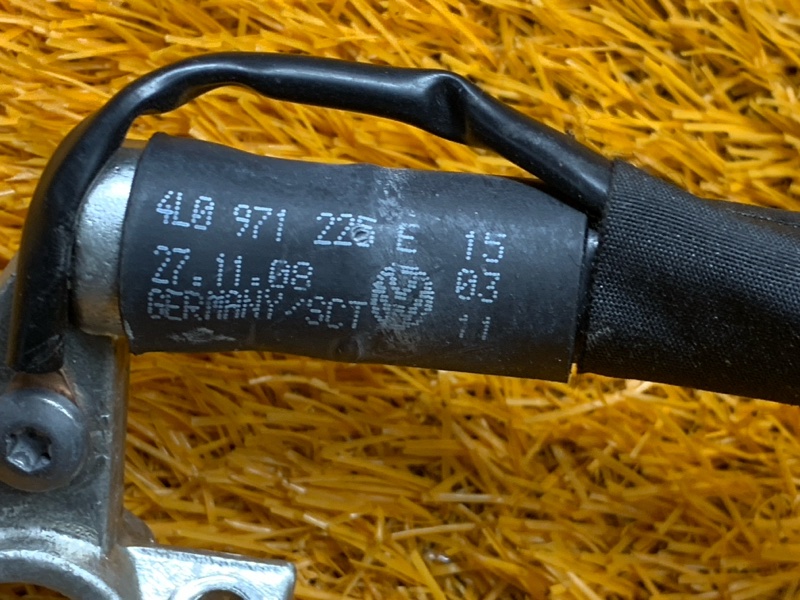 4L0 971 226 E
27.11.08
GERMANY/SCT
15
03
11